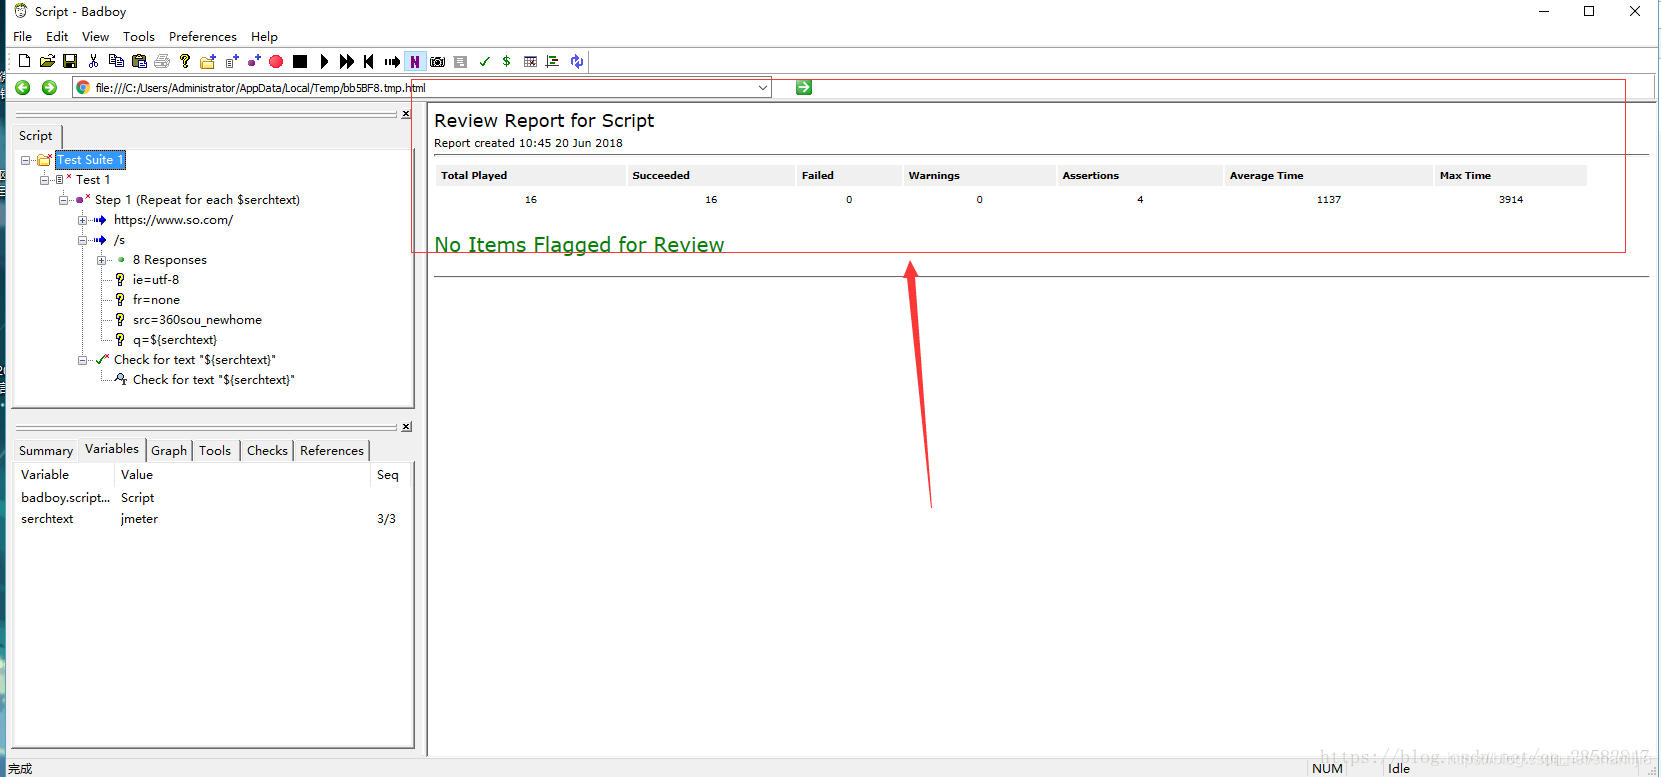 Script - Badboy
File Edit View Tools Preferences Help
file:///C:/Users/Administrator/AppData/Local/Temp/bb5BF8.tmp.html
Script
Test Suite 1
Test 1
Step 1 (Repeat for each $serchtext)
https://www.so.com/
/s
8 Responses
ie=utf-8
fr=none
src=360sou_newhome
q=${serchtext}
Check for text "${serchtext}"
Check for text "${serchtext}"
Summary Variables Graph Tools Checks References
Variable Value Seq
badboy.script... Script
serchtext jmeter 3/3
Review Report for Script
Report created 10:45 20 Jun 2018
Total Played Succeeded Failed Warnings Assertions Average Time Max Time
16 16 0 0 4 1137 3914
No Items Flagged for Review
完成
NUM Idle